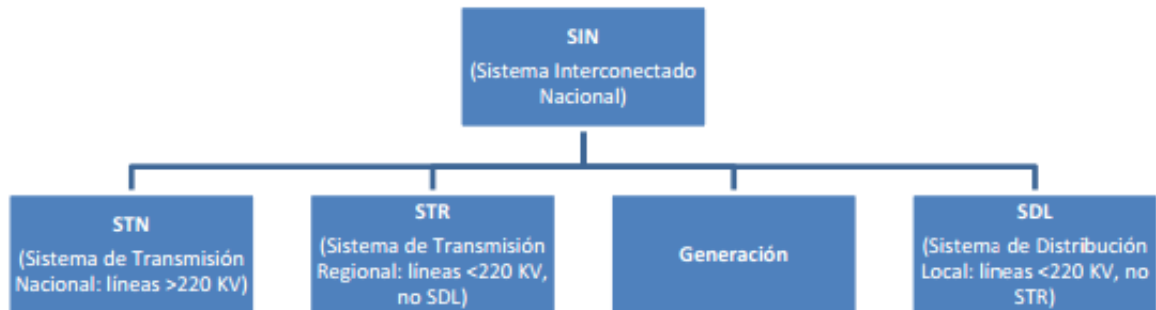 SIN
(Sistema Interconectado
Nacional)
STN
(Sistema de Transmisión
Nacional: líneas >220 KV)
STR
(Sistema de Transmisión
Regional: líneas <220 KV,
no SDL)
Generación
SDL
(Sistema de Distribución
Local: líneas <220 KV, no
STR)